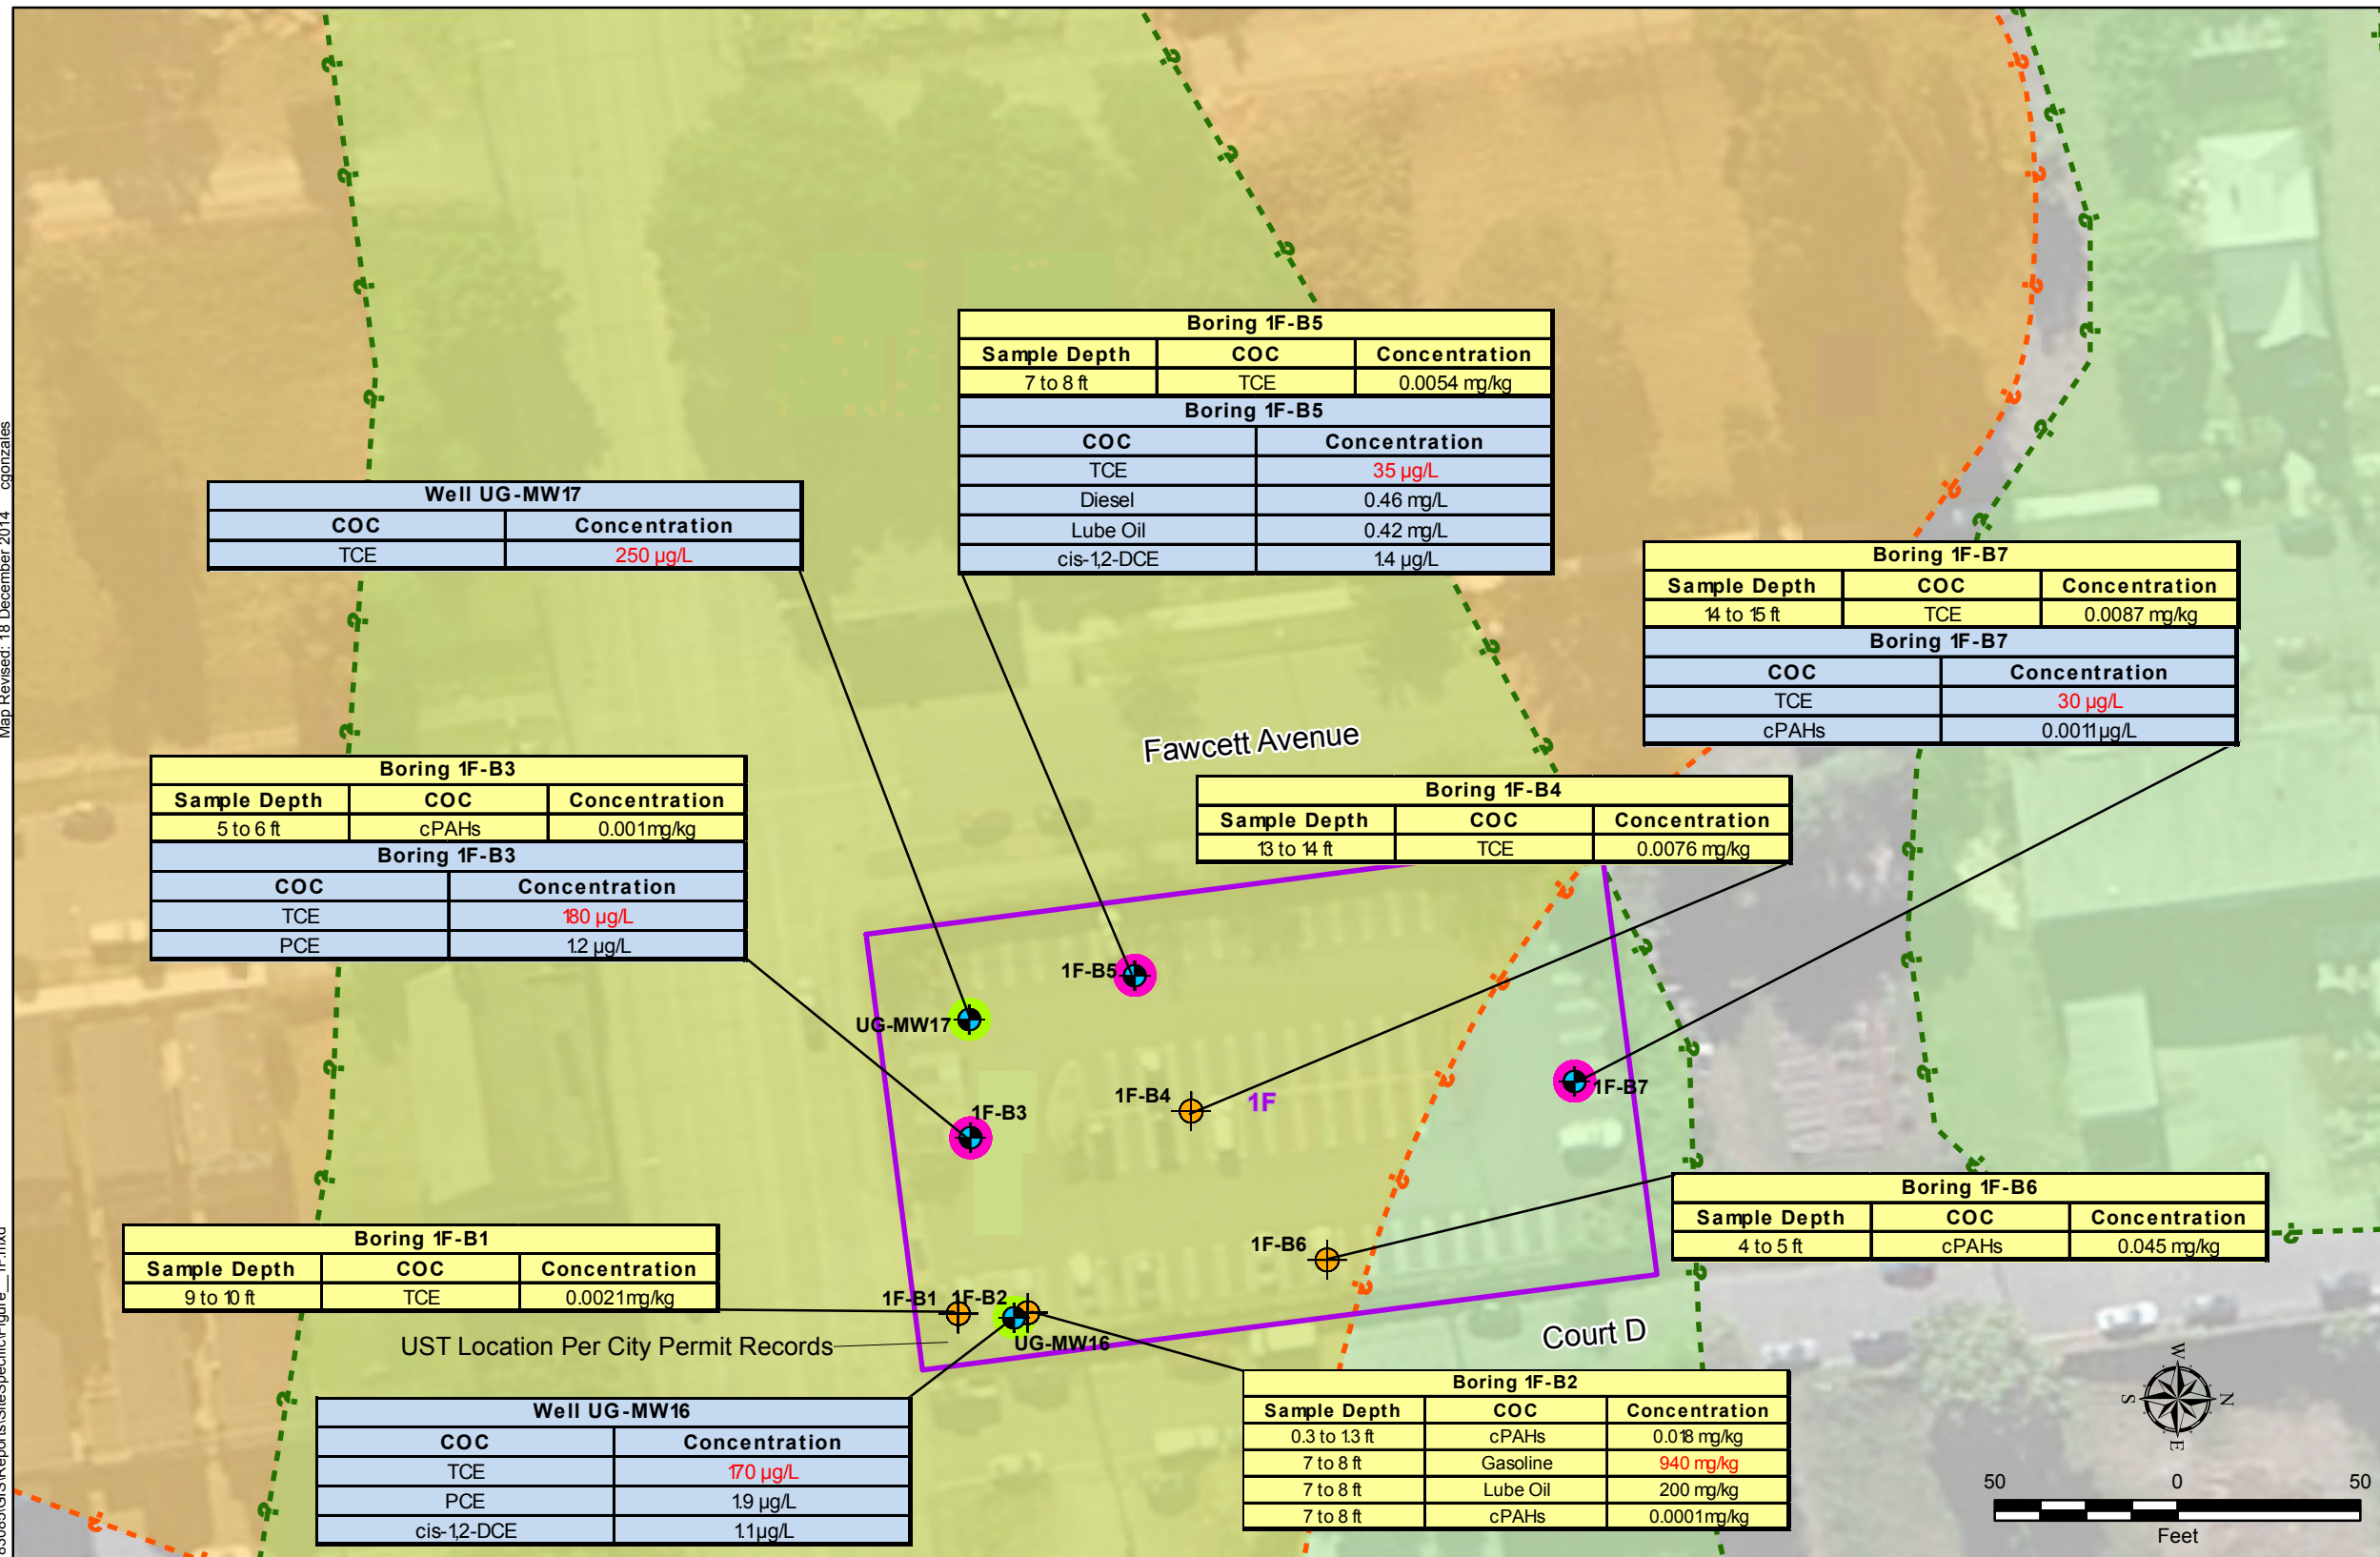 Boring 1F-B5
Sample Depth COC Concentration
7 to 8 ft TCE 0.0054 mg/kg
Boring 1F-B5
COC Concentration
TCE 35 µg/L
Diesel 0.46 mg/L
Lube Oil 0.42 mg/L
cis-1,2-DCE 1.4 µg/L
Well UG-MW17
COC Concentration
TCE 250 µg/L
Boring 1F-B7
Sample Depth COC Concentration
14 to 15 ft TCE 0.0087 mg/kg
Boring 1F-B7
COC Concentration
TCE 30 µg/L
cPAHs 0.0011 µg/L
Fawcett Avenue
Boring 1F-B3
Sample Depth COC Concentration
5 to 6 ft cPAHs 0.001 mg/kg
Boring 1F-B3
COC Concentration
TCE 180 µg/L
PCE 1.2 µg/L
Boring 1F-B4
Sample Depth COC Concentration
13 to 14 ft TCE 0.0076 mg/kg
1F-B5
UG-MW17
1F-B7
1F-B4
1F
1F-B3
Boring 1F-B6
Sample Depth COC Concentration
4 to 5 ft cPAHs 0.045 mg/kg
1F-B6
Boring 1F-B1
Sample Depth COC Concentration
9 to 10 ft TCE 0.0021 mg/kg
1F-B1 1F-B2
UG-MW16
UST Location Per City Permit Records
Court D
Boring 1F-B2
Sample Depth COC Concentration
0.3 to 1.3 ft cPAHs 0.018 mg/kg
7 to 8 ft Gasoline 940 mg/kg
7 to 8 ft Lube Oil 200 mg/kg
7 to 8 ft cPAHs 0.0001 mg/kg
Well UG-MW16
COC Concentration
TCE 170 µg/L
PCE 1.9 µg/L
cis-1,2-DCE 1.1 µg/L
W
S N
E
50 0 50
Feet
Map Revised: 18 December 2014 cgonzales